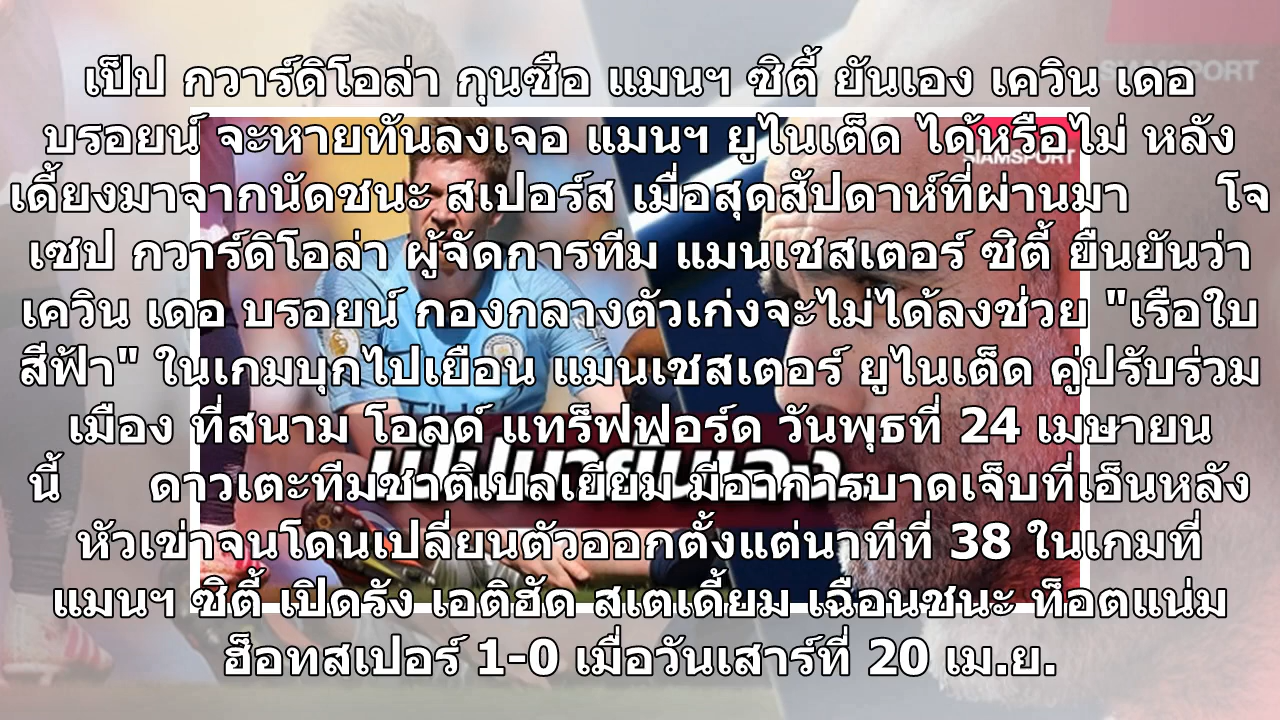 SIAMSPORT
เป๊ป กวาร์ดิโอล่า กุนซือ แมนฯ ซิตี้ ยันเอง เควิน เดอ
บรอยน์ จะหายทันลงเจอ แมนฯ ยูไนเต็ด ได้หรือไม่ หลัง
SIAMSPORT
เดี้ยงมาจากนัดชนะ สเปอร์ส เมื่อสุดสัปดาห์ที่ผ่านมา โจ
เซป กวาร์ดิโอล่า ผู้จัดการทีม แมนเชสเตอร์ ซิตี้ ยืนยันว่า
เควิน เดอ บรอยน์ กองกลางตัวเก่งจะไม่ได้ลงช่วย "เรือใบ
สีฟ้า" ในเกมบุกไปเยือน แมนเชสเตอร์ ยูไนเต็ด คู่ปรับร่วม
เมือง ที่สนาม โอลด์ แทร็ฟฟอร์ด วันพุธที่ 24 เมษายน
นี้ ดาวเตะทีมชาติเบลเยียม มีอาการบาดเจ็บที่เอ็นหลัง
หัวเข่าจนโดนเปลี่ยนตัวออกตั้งแต่นาทีที่ 38 ในเกมที่
แมนฯ ซิตี้ เปิดรัง เอติฮัด สเตเดี้ยม เฉือนชนะ ท็อตแน่ม
ฮ็อทสเปอร์ 1-0 เมื่อวันเสาร์ที่ 20 เม.ย.